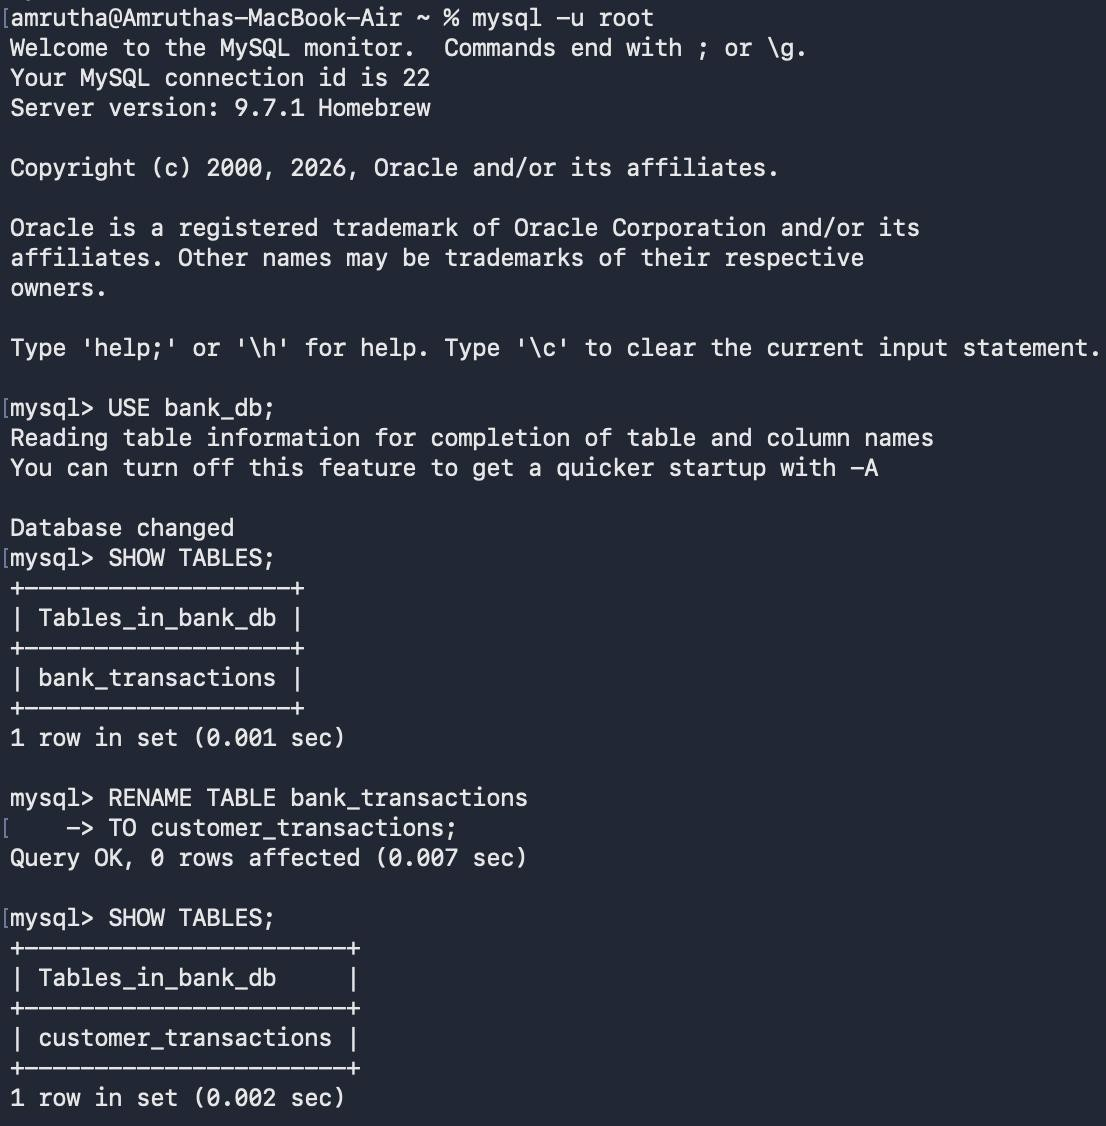 [amrutha@Amruthas-MacBook-Air ~ % mysql -u root
Welcome to the MySQL monitor.  Commands end with ; or \g.
Your MySQL connection id is 22
Server version: 9.7.1 Homebrew
Copyright (c) 2000, 2026, Oracle and/or its affiliates.
Oracle is a registered trademark of Oracle Corporation and/or its
affiliates. Other names may be trademarks of their respective
owners.
Type 'help;' or '\h' for help. Type '\c' to clear the current input statement.
[mysql> USE bank_db;
Reading table information for completion of table and column names
You can turn off this feature to get a quicker startup with -A
Database changed
[mysql> SHOW TABLES;
+-------------------+
| Tables_in_bank_db |
+-------------------+
| bank_transactions |
+-------------------+
1 row in set (0.001 sec)
mysql> RENAME TABLE bank_transactions
[    -> TO customer_transactions;
Query OK, 0 rows affected (0.007 sec)
[mysql> SHOW TABLES;
+-----------------------+
| Tables_in_bank_db     |
+-----------------------+
| customer_transactions |
+-----------------------+
1 row in set (0.002 sec)